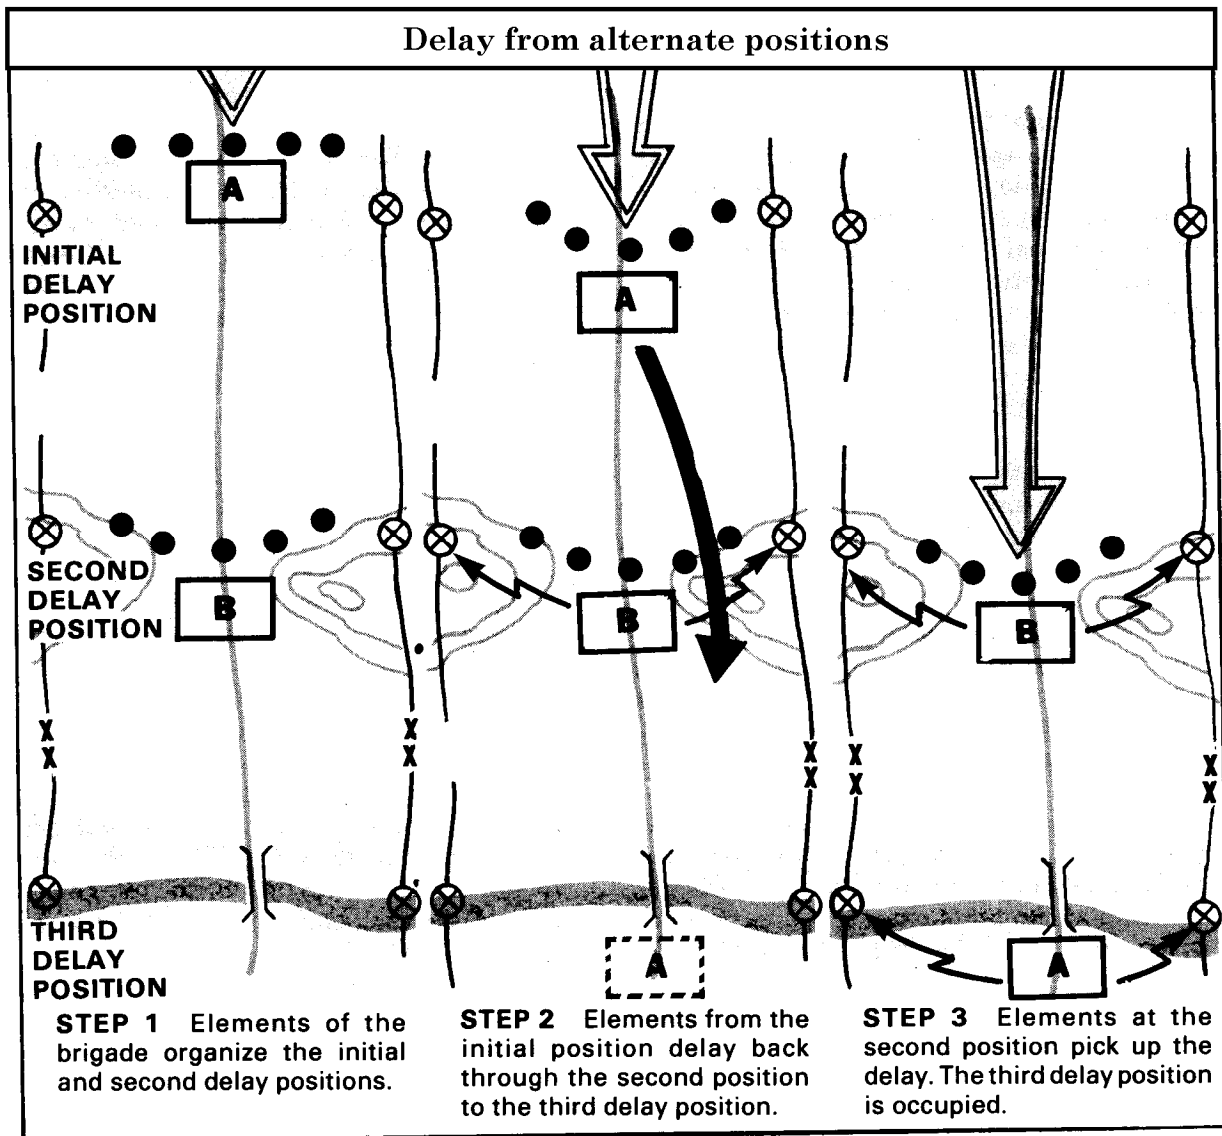 Delay from alternate positions
A
INITIAL
DELAY
POSITION
SECOND
DELAY
POSITION
B
X
X
X
X
THIRD
DELAY
POSITION
STEP 1 Elements of the
brigade organize the initial
and second delay positions.
A
B
X
X
A
STEP 2 Elements from the
initial position delay back
through the second position
to the third delay position.
B
X
X
X
X
A
STEP 3 Elements at the
second position pick up the
delay. The third delay position
is occupied.